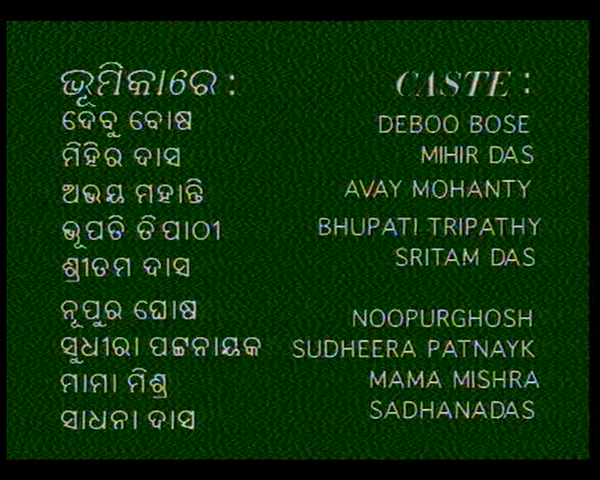 ଭୂମିକାରେ : CASTE :
ଦେବୁ ବୋଷ DEBOO BOSE
ମିହିର ଦାସ MIHIR DAS
ଅଭୟ ମହାନ୍ତି AVAY MOHANTY
ଭୂପତି ତିପାଠୀ BHUPATI TRIPATHY
ଶ୍ରୀତମ ଦାସ SRITAM DAS
ନୂପୁର ଘୋଷ NOOPURGHOSH
ସୁଧୀରା ପଟ୍ଟନାୟକ SUDHEERA PATNAYK
ମାମା ମିଶ୍ର MAMA MISHRA
ସାଧନା ଦାସ SADHANADAS